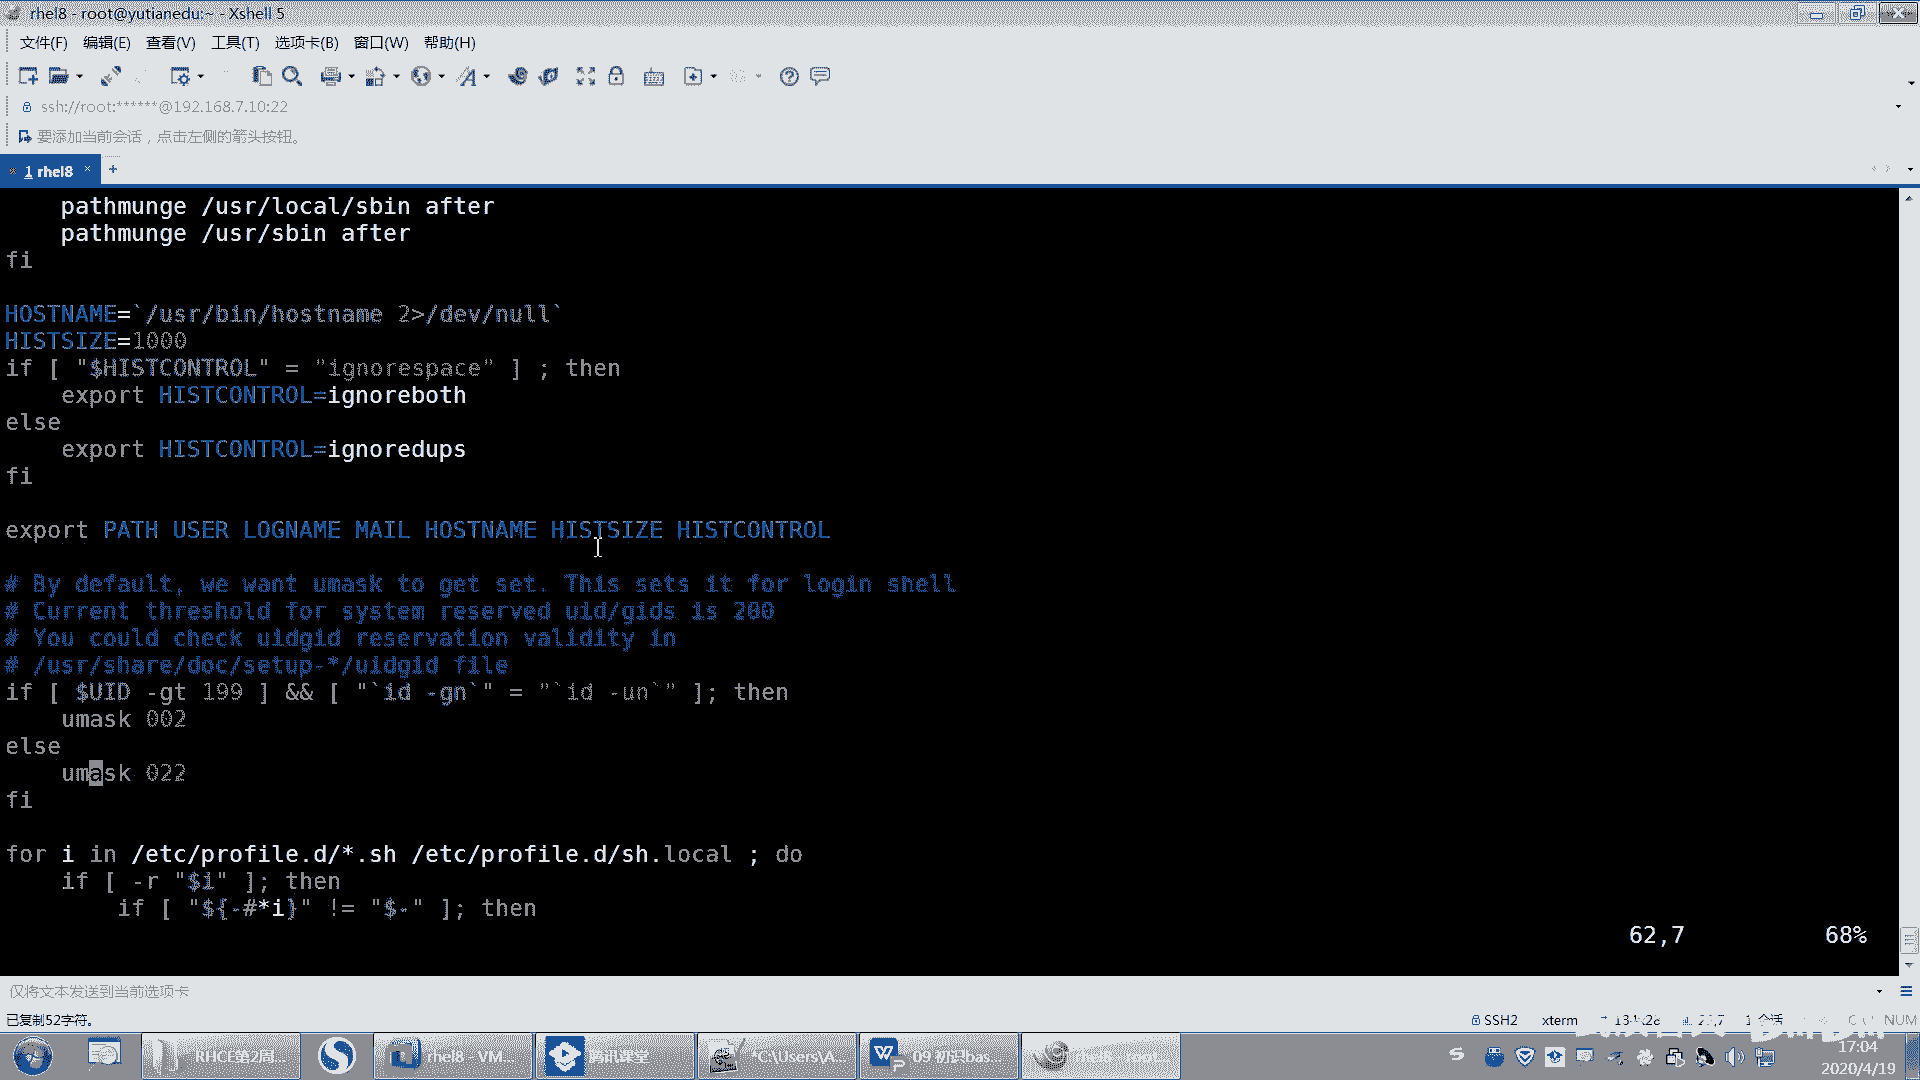 rhel8 - root@yutianedu:~ - Xshell 5
文件(F) 编辑(E) 查看(V) 工具(T) 选项卡(B) 窗口(W) 帮助(H)
ssh://root:******@192.168.7.10:22
要添加当前会话，点击左侧的箭头按钮。
1 rhel8
    pathmunge /usr/local/sbin after
    pathmunge /usr/sbin after
fi
HOSTNAME=`/usr/bin/hostname 2>/dev/null`
HISTSIZE=1000
if [ "$HISTCONTROL" = "ignorespace" ] ; then
    export HISTCONTROL=ignoreboth
else
    export HISTCONTROL=ignoredups
fi
export PATH USER LOGNAME MAIL HOSTNAME HISTSIZE HISTCONTROL
# By default, we want umask to get set. This sets it for login shell
# Current threshold for system reserved uid/gids is 200
# You could check uidgid reservation validity in
# /usr/share/doc/setup-*/uidgid file
if [ $UID -gt 199 ] && [ "`id -gn`" = "`id -un`" ]; then
    umask 002
else
    umask 022
fi
for i in /etc/profile.d/*.sh /etc/profile.d/sh.local ; do
    if [ -r "$i" ]; then
        if [ "${-#*i}" != "$-" ]; then
62,7 68%
仅将文本发送到当前选项卡
已复制52字符。
SSH2 xterm NUM
RHCE第2周... rhel8 - VM... 腾讯课堂 *C:\Users\A... 09 初识bas... rhel8 - root...
17:04
2020/4/19